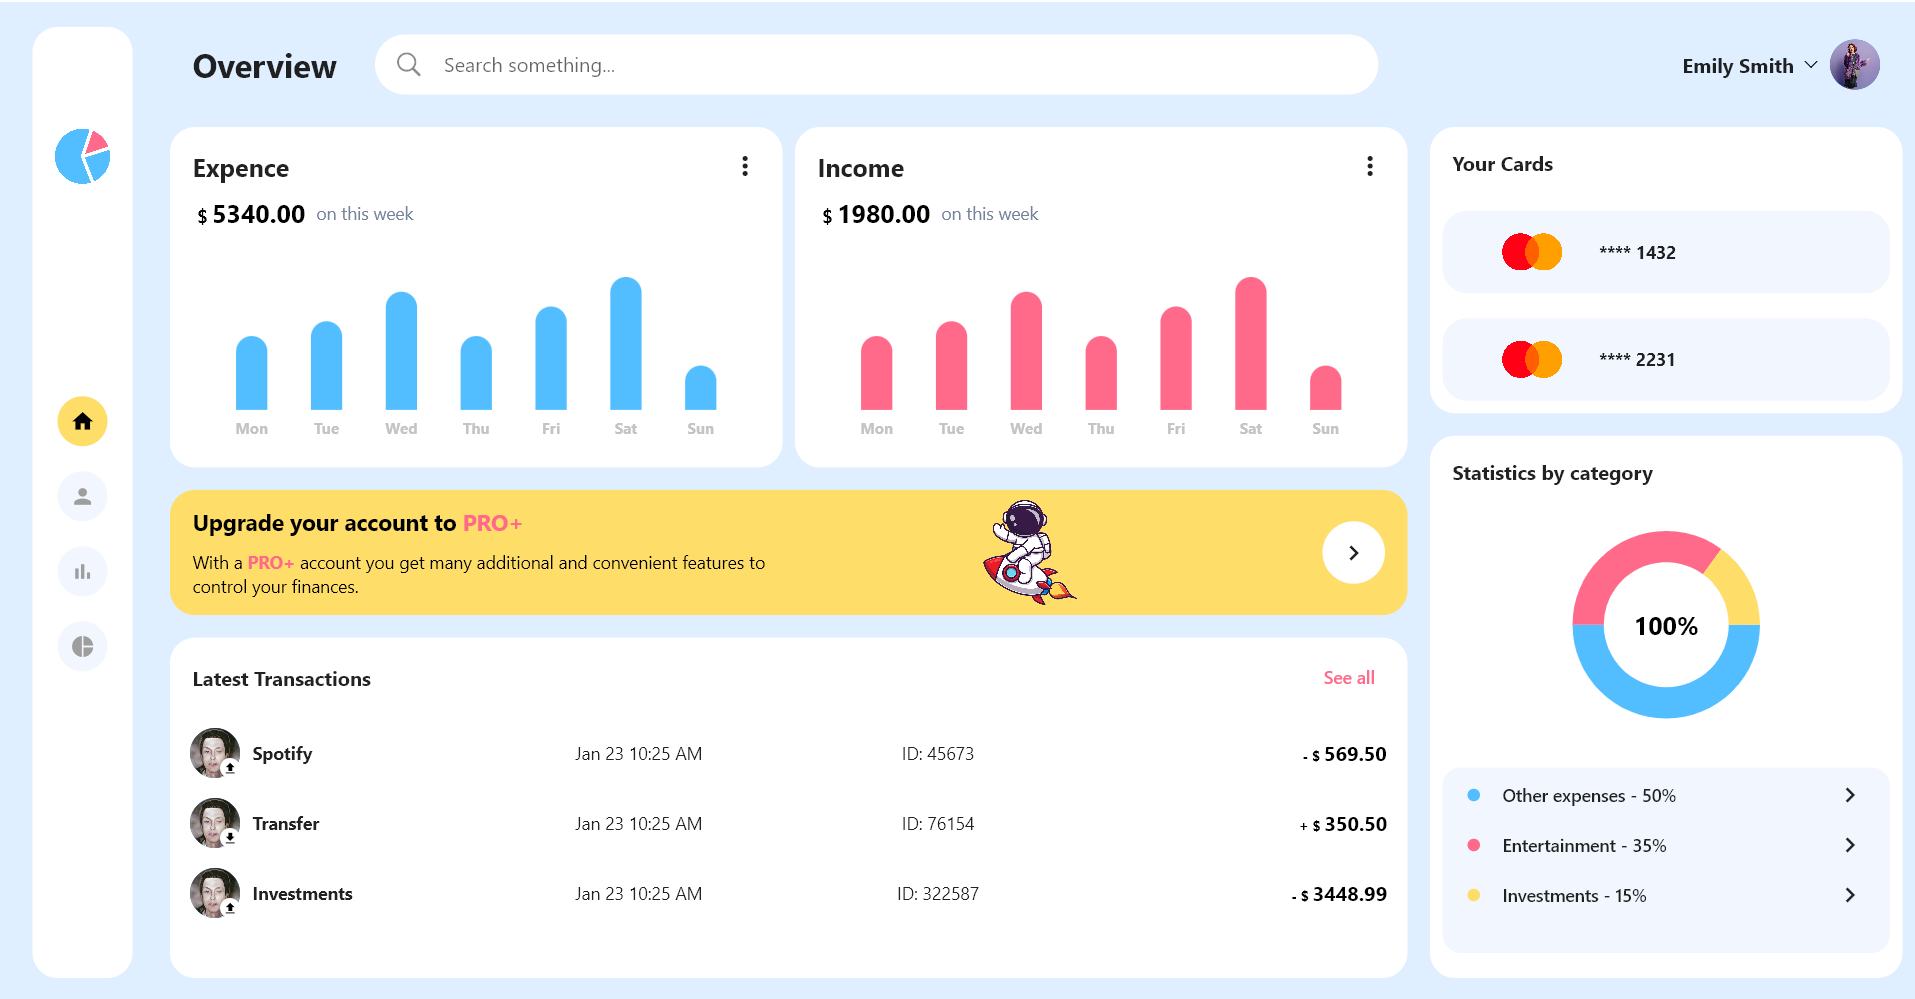 Overview
Search something...
Emily Smith
Expence
$ 5340.00 on this week
Mon Tue Wed Thu Fri Sat Sun
Income
$ 1980.00 on this week
Mon Tue Wed Thu Fri Sat Sun
Your Cards
**** 1432
**** 2231
Upgrade your account to PRO+
With a PRO+ account you get many additional and convenient features to
control your finances.
Latest Transactions
See all
Spotify Jan 23 10:25 AM ID: 45673 - $ 569.50
Transfer Jan 23 10:25 AM ID: 76154 + $ 350.50
Investments Jan 23 10:25 AM ID: 322587 - $ 3448.99
Statistics by category
100%
Other expenses - 50%
Entertainment - 35%
Investments - 15%